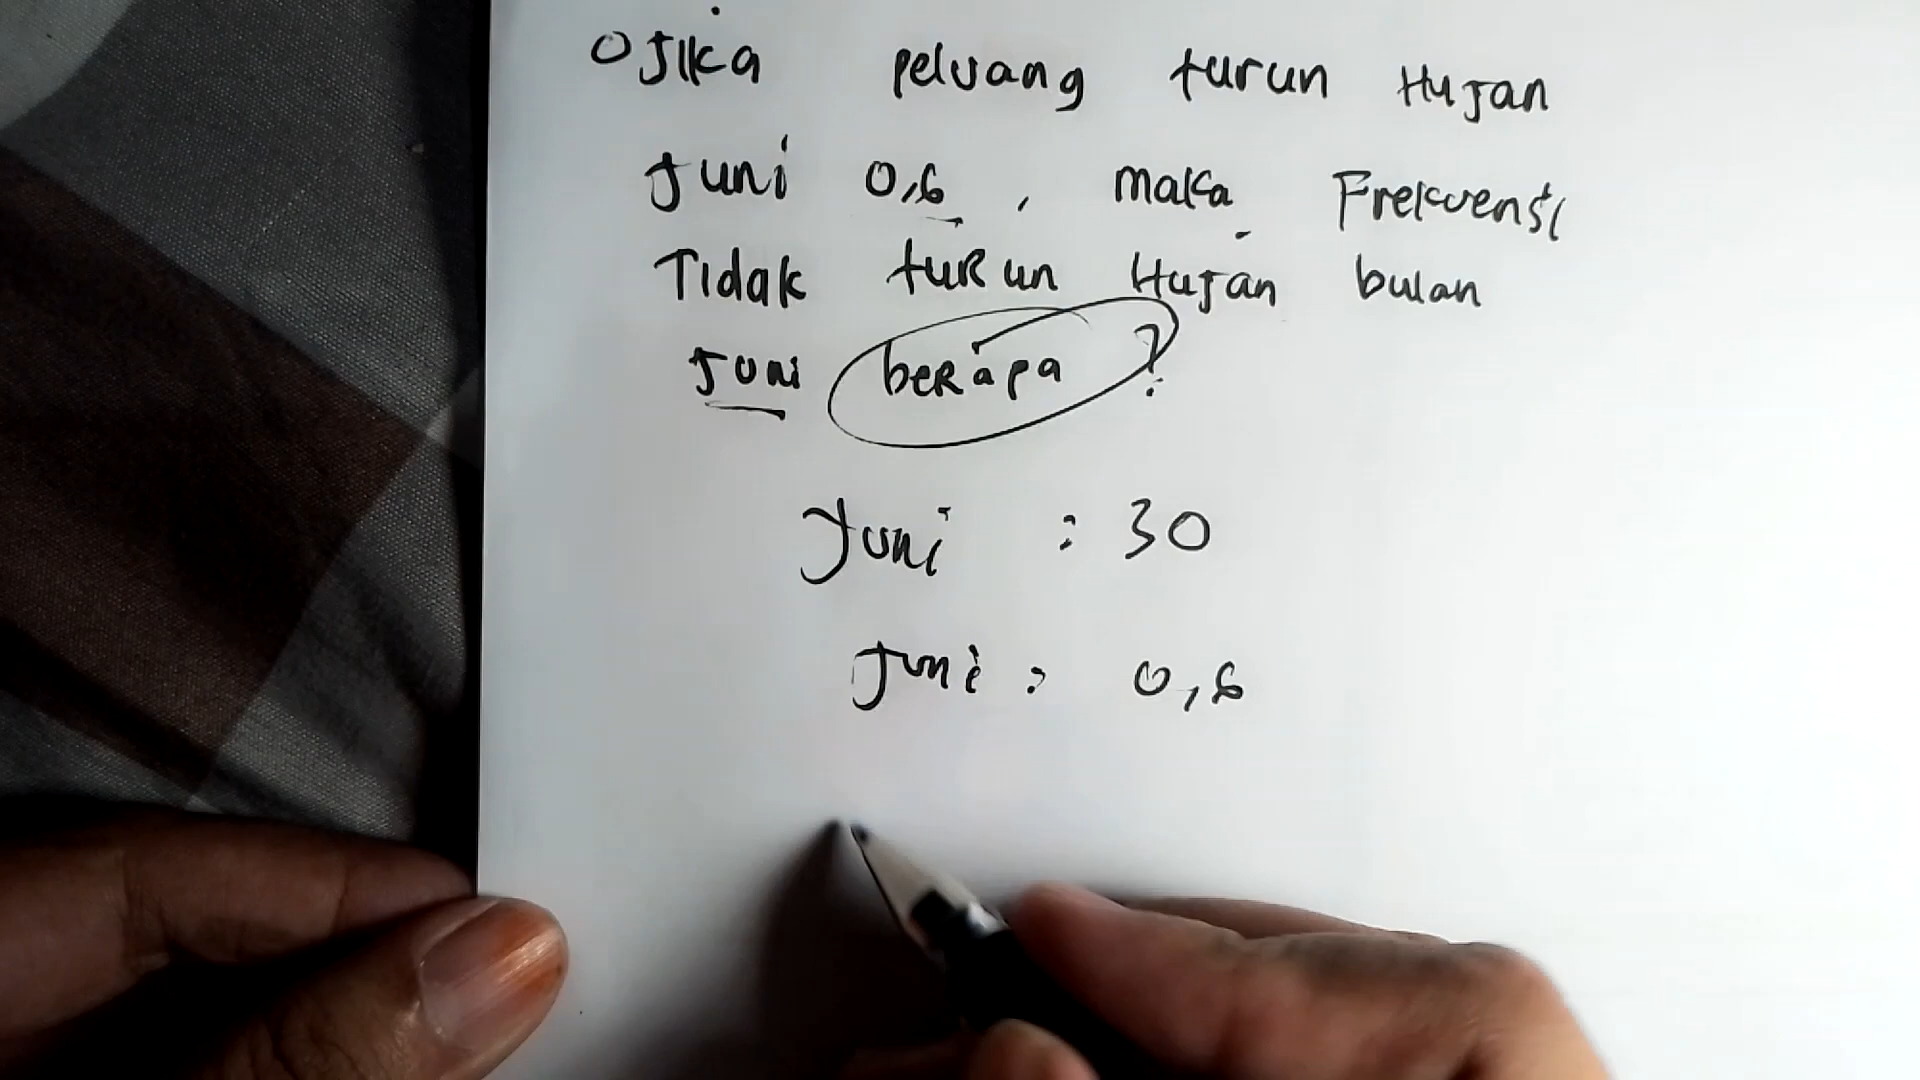 O Jika peluang turun Hujan
Juni 0,6, maka Frekuensi
Tidak turun Hujan bulan
Juni berapa?
Juni : 30
Juni : 0,6